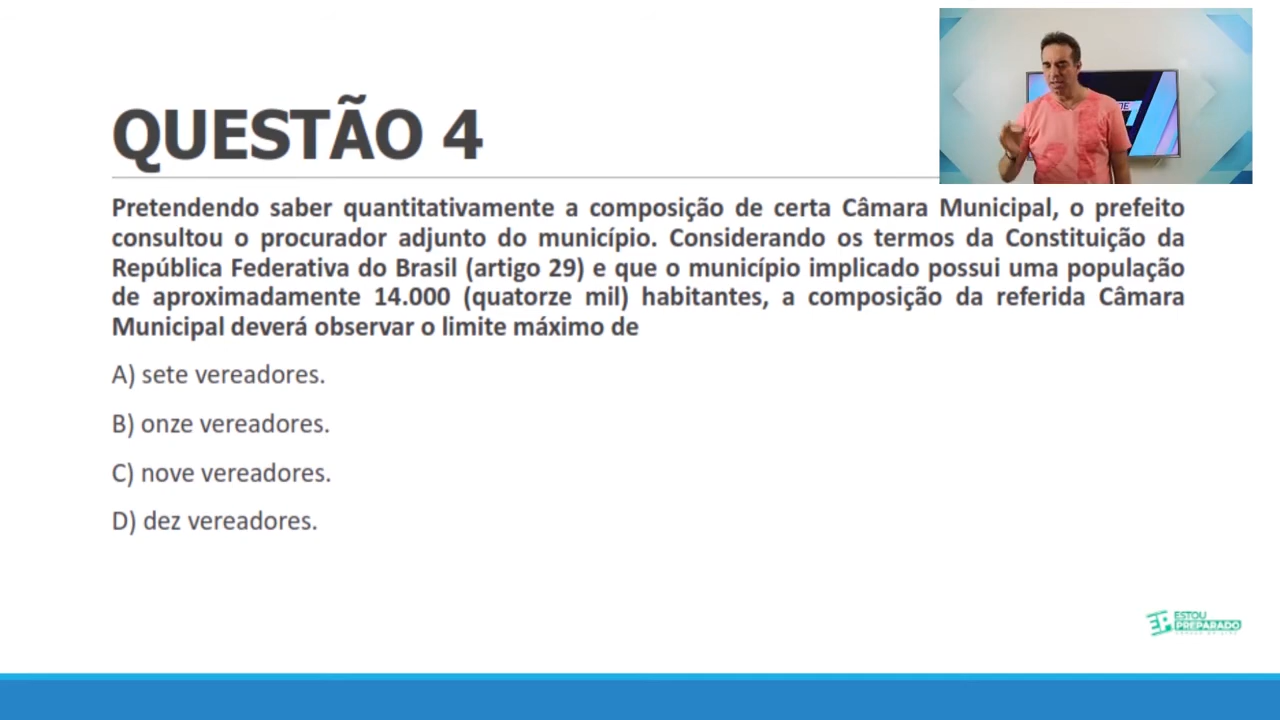 QUESTÃO 4
Pretendendo saber quantitativamente a composição de certa Câmara Municipal, o prefeito
consultou o procurador adjunto do município. Considerando os termos da Constituição da
República Federativa do Brasil (artigo 29) e que o município implicado possui uma população
de aproximadamente 14.000 (quatorze mil) habitantes, a composição da referida Câmara
Municipal deverá observar o limite máximo de
A) sete vereadores.
B) onze vereadores.
C) nove vereadores.
D) dez vereadores.
EP ESTOU
PREPARADO